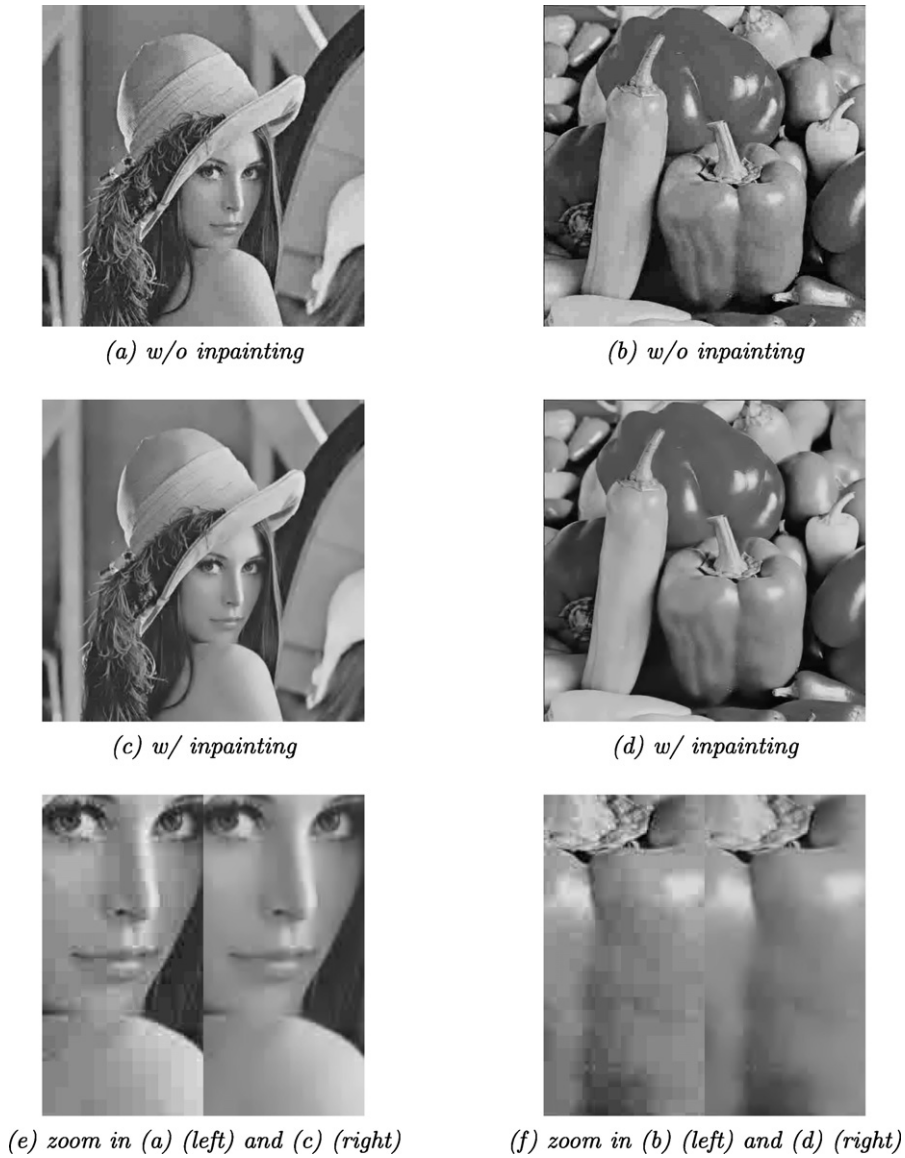 (a) w/o inpainting
(b) w/o inpainting
(c) w/ inpainting
(d) w/ inpainting
(e) zoom in (a) (left) and (c) (right)
(f) zoom in (b) (left) and (d) (right)